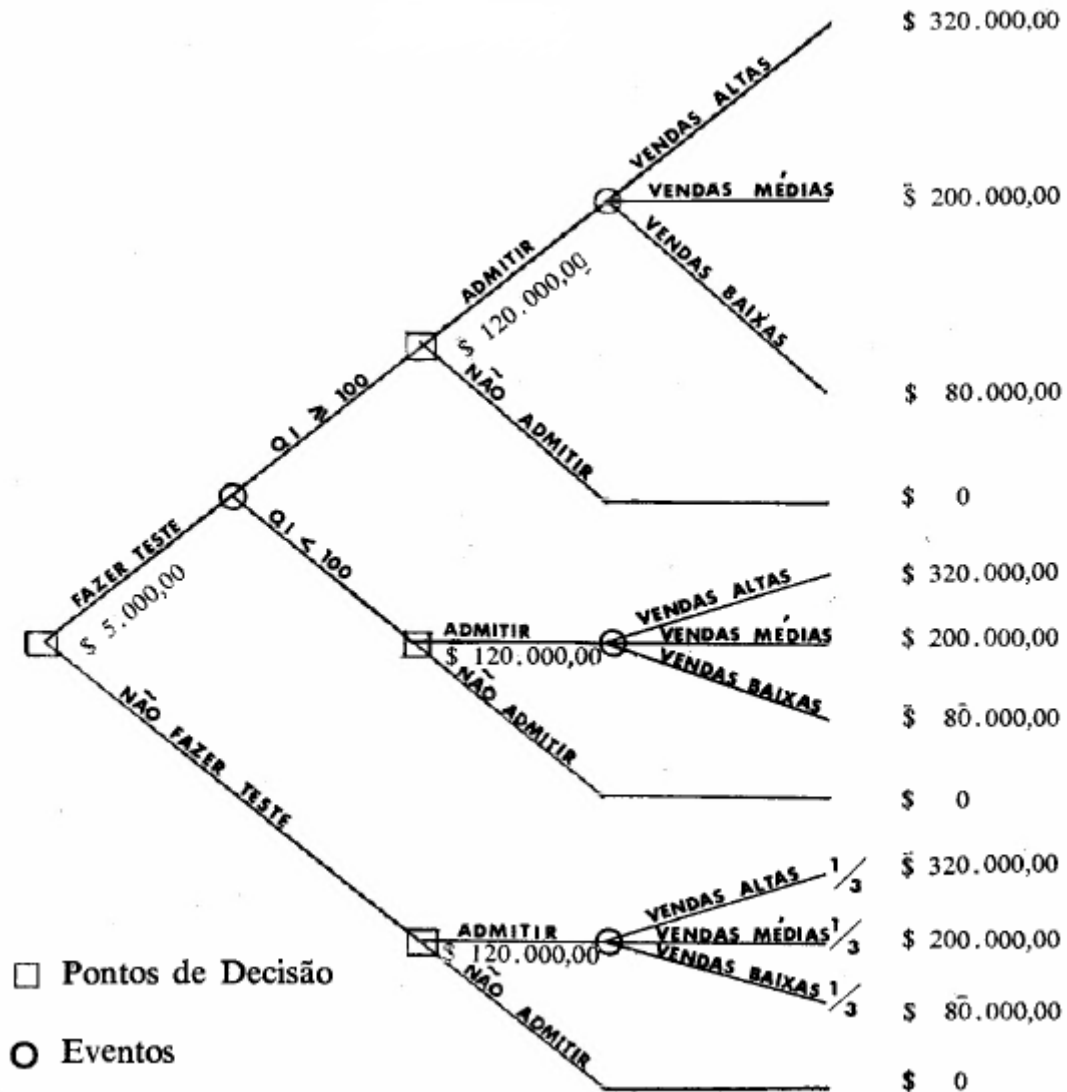 $ 320.000,00
VENDAS ALTAS
VENDAS MÉDIAS
$ 200.000,00
VENDAS BAIXAS
ADMITIR
$ 120.000,00
$ 80.000,00
NÃO ADMITIR
QI ⩾ 100
$ 0
QI < 100
FAZER TESTE
$ 5.000,00
VENDAS ALTAS
$ 320.000,00
ADMITIR
VENDAS MÉDIAS
$ 200.000,00
$ 120.000,00
VENDAS BAIXAS
$ 80.000,00
NÃO ADMITIR
$ 0
NÃO FAZER TESTE
VENDAS ALTAS 1/3
$ 320.000,00
ADMITIR
VENDAS MÉDIAS 1/3
$ 200.000,00
$ 120.000,00
VENDAS BAIXAS 1/3
$ 80.000,00
NÃO ADMITIR
$ 0
Pontos de Decisão
Eventos